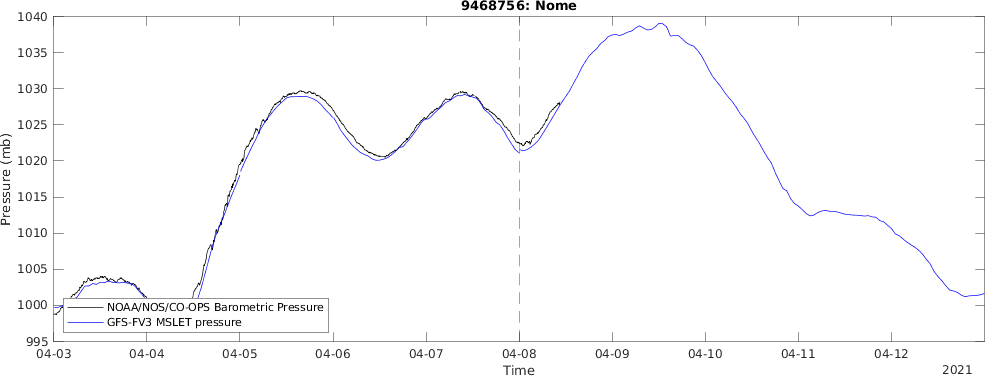 9468756: Nome
1040
1035
1030
1025
1020
1015
1010
1005
1000
995
Pressure (mb)
NOAA/NOS/CO-OPS Barometric Pressure
GFS-FV3 MSLET pressure
04-03 04-04 04-05 04-06 04-07 04-08 04-09 04-10 04-11 04-12
Time
2021